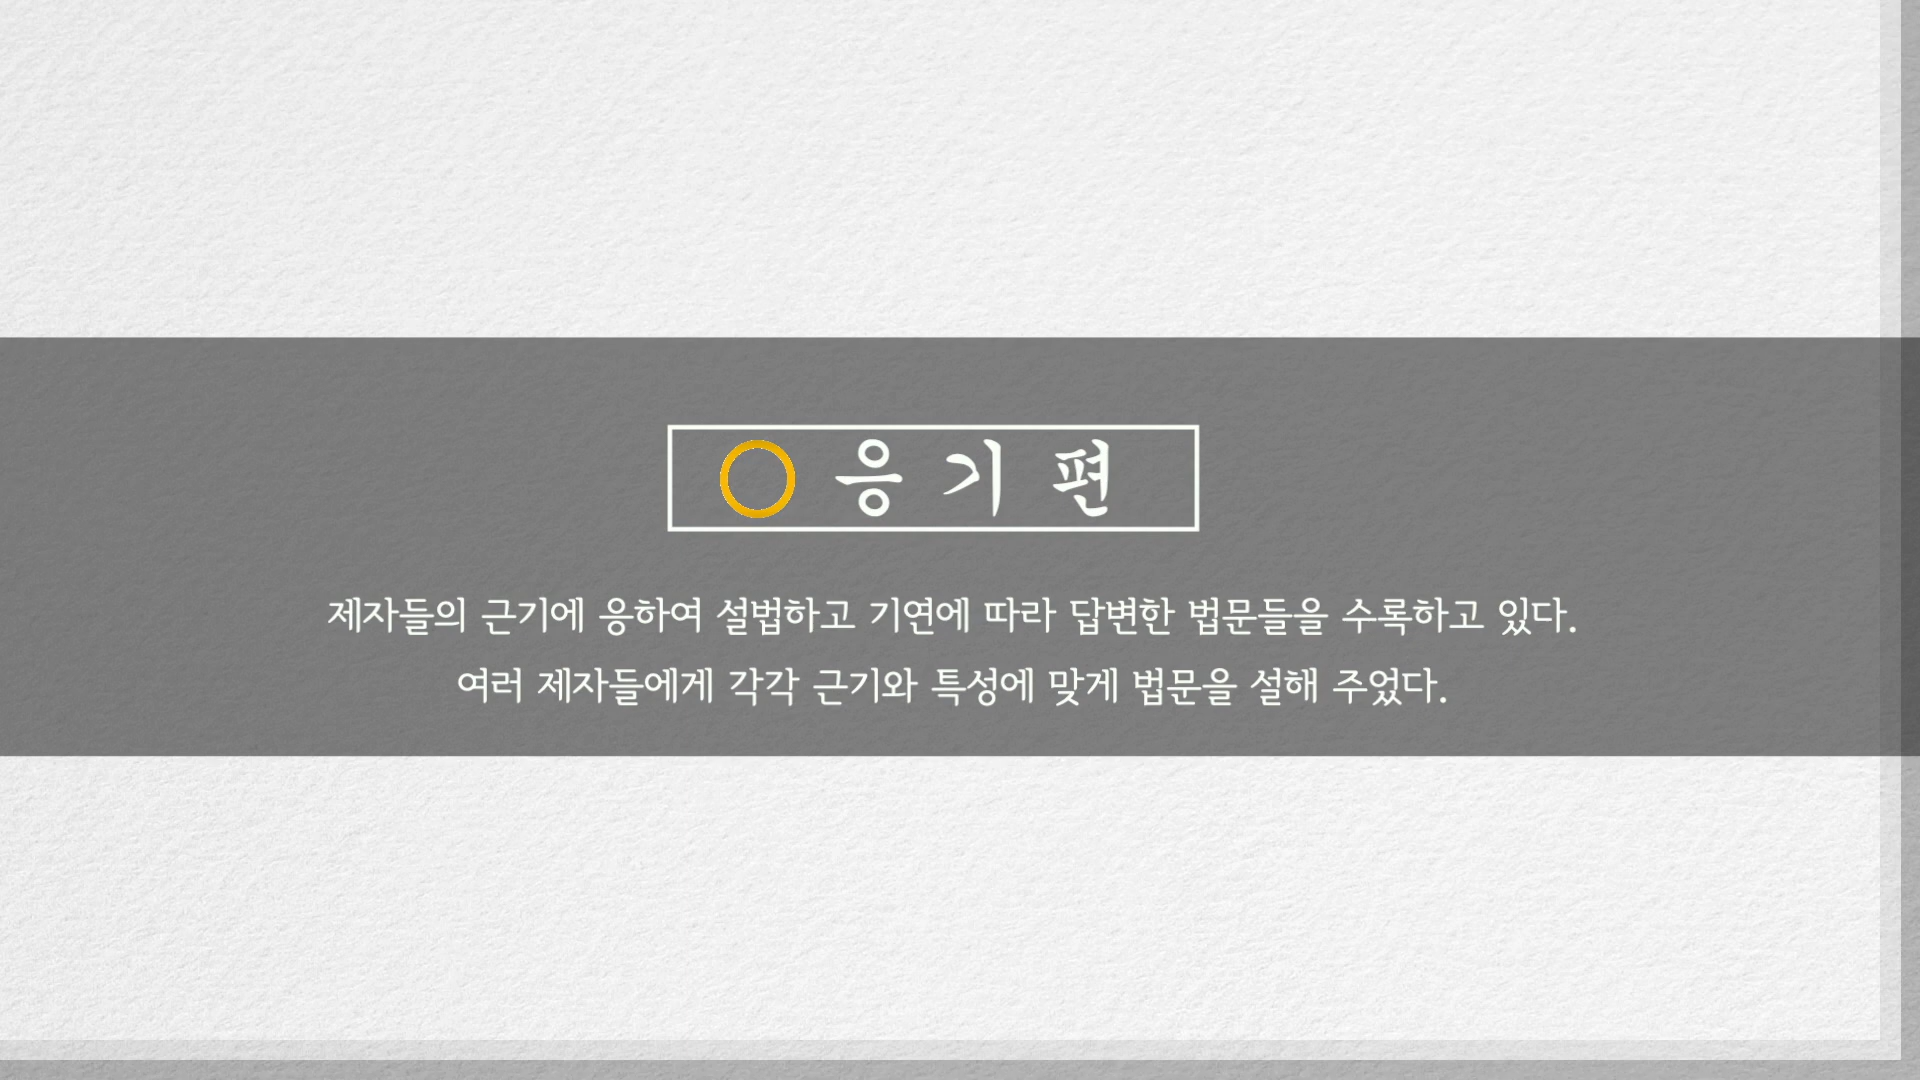 응기편
제자들의 근기에 응하여 설법하고 기연에 따라 답변한 법문들을 수록하고 있다.
여러 제자들에게 각각 근기와 특성에 맞게 법문을 설해 주었다.